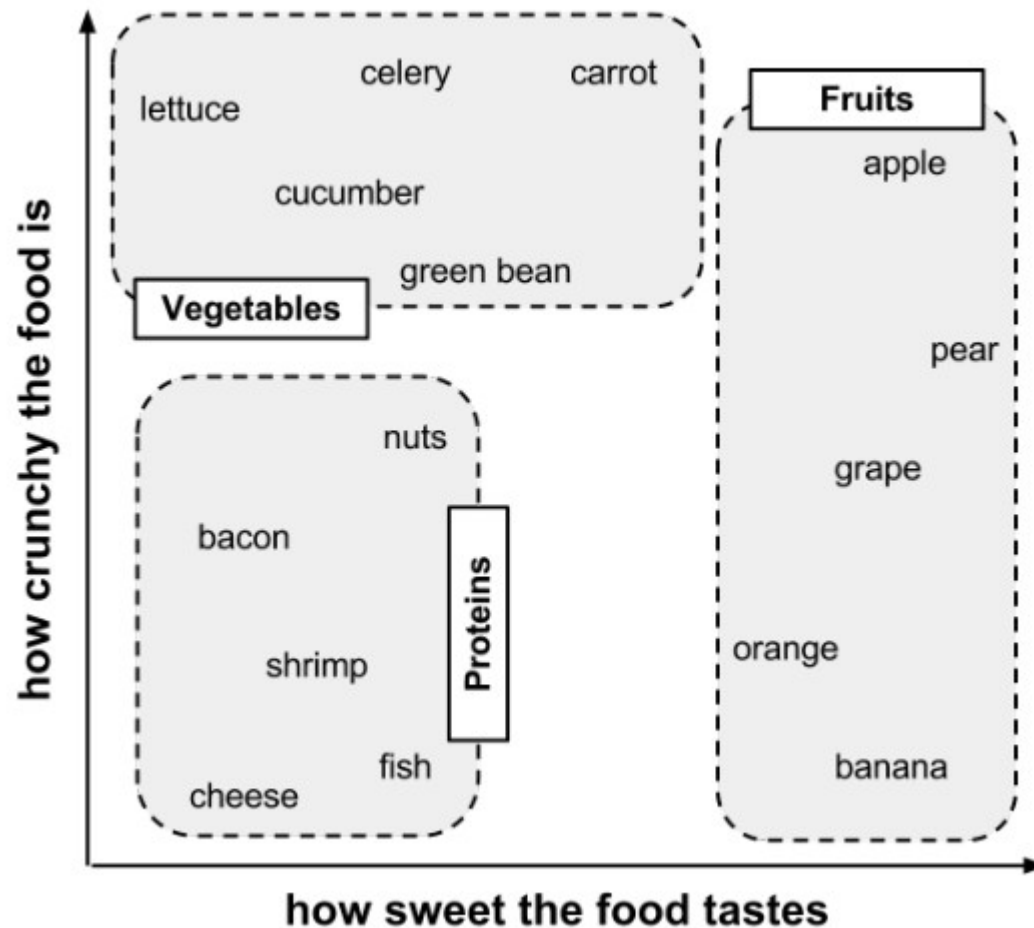 celery
carrot
lettuce
Fruits
apple
cucumber
green bean
Vegetables
pear
nuts
grape
bacon
Proteins
shrimp
orange
fish
banana
cheese
how crunchy the food is
how sweet the food tastes